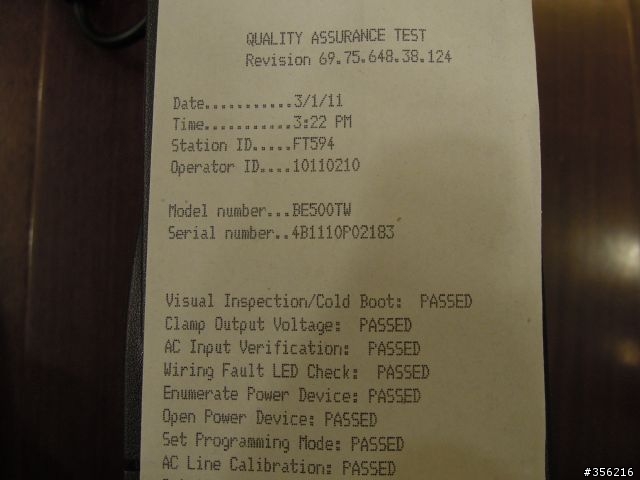 QUALITY ASSURANCE TEST
Revision 69.75.648.38.124
Date...........3/1/11
Time...........3:22 PM
Station ID.....FT594
Operator ID....10110210
Model number...BE500TW
Serial number..4B1110P02183
Visual Inspection/Cold Boot: PASSED
Clamp Output Voltage: PASSED
AC Input Verification: PASSED
Wiring Fault LED Check: PASSED
Enumerate Power Device: PASSED
Open Power Device: PASSED
Set Programming Mode: PASSED
AC Line Calibration: PASSED
#356216